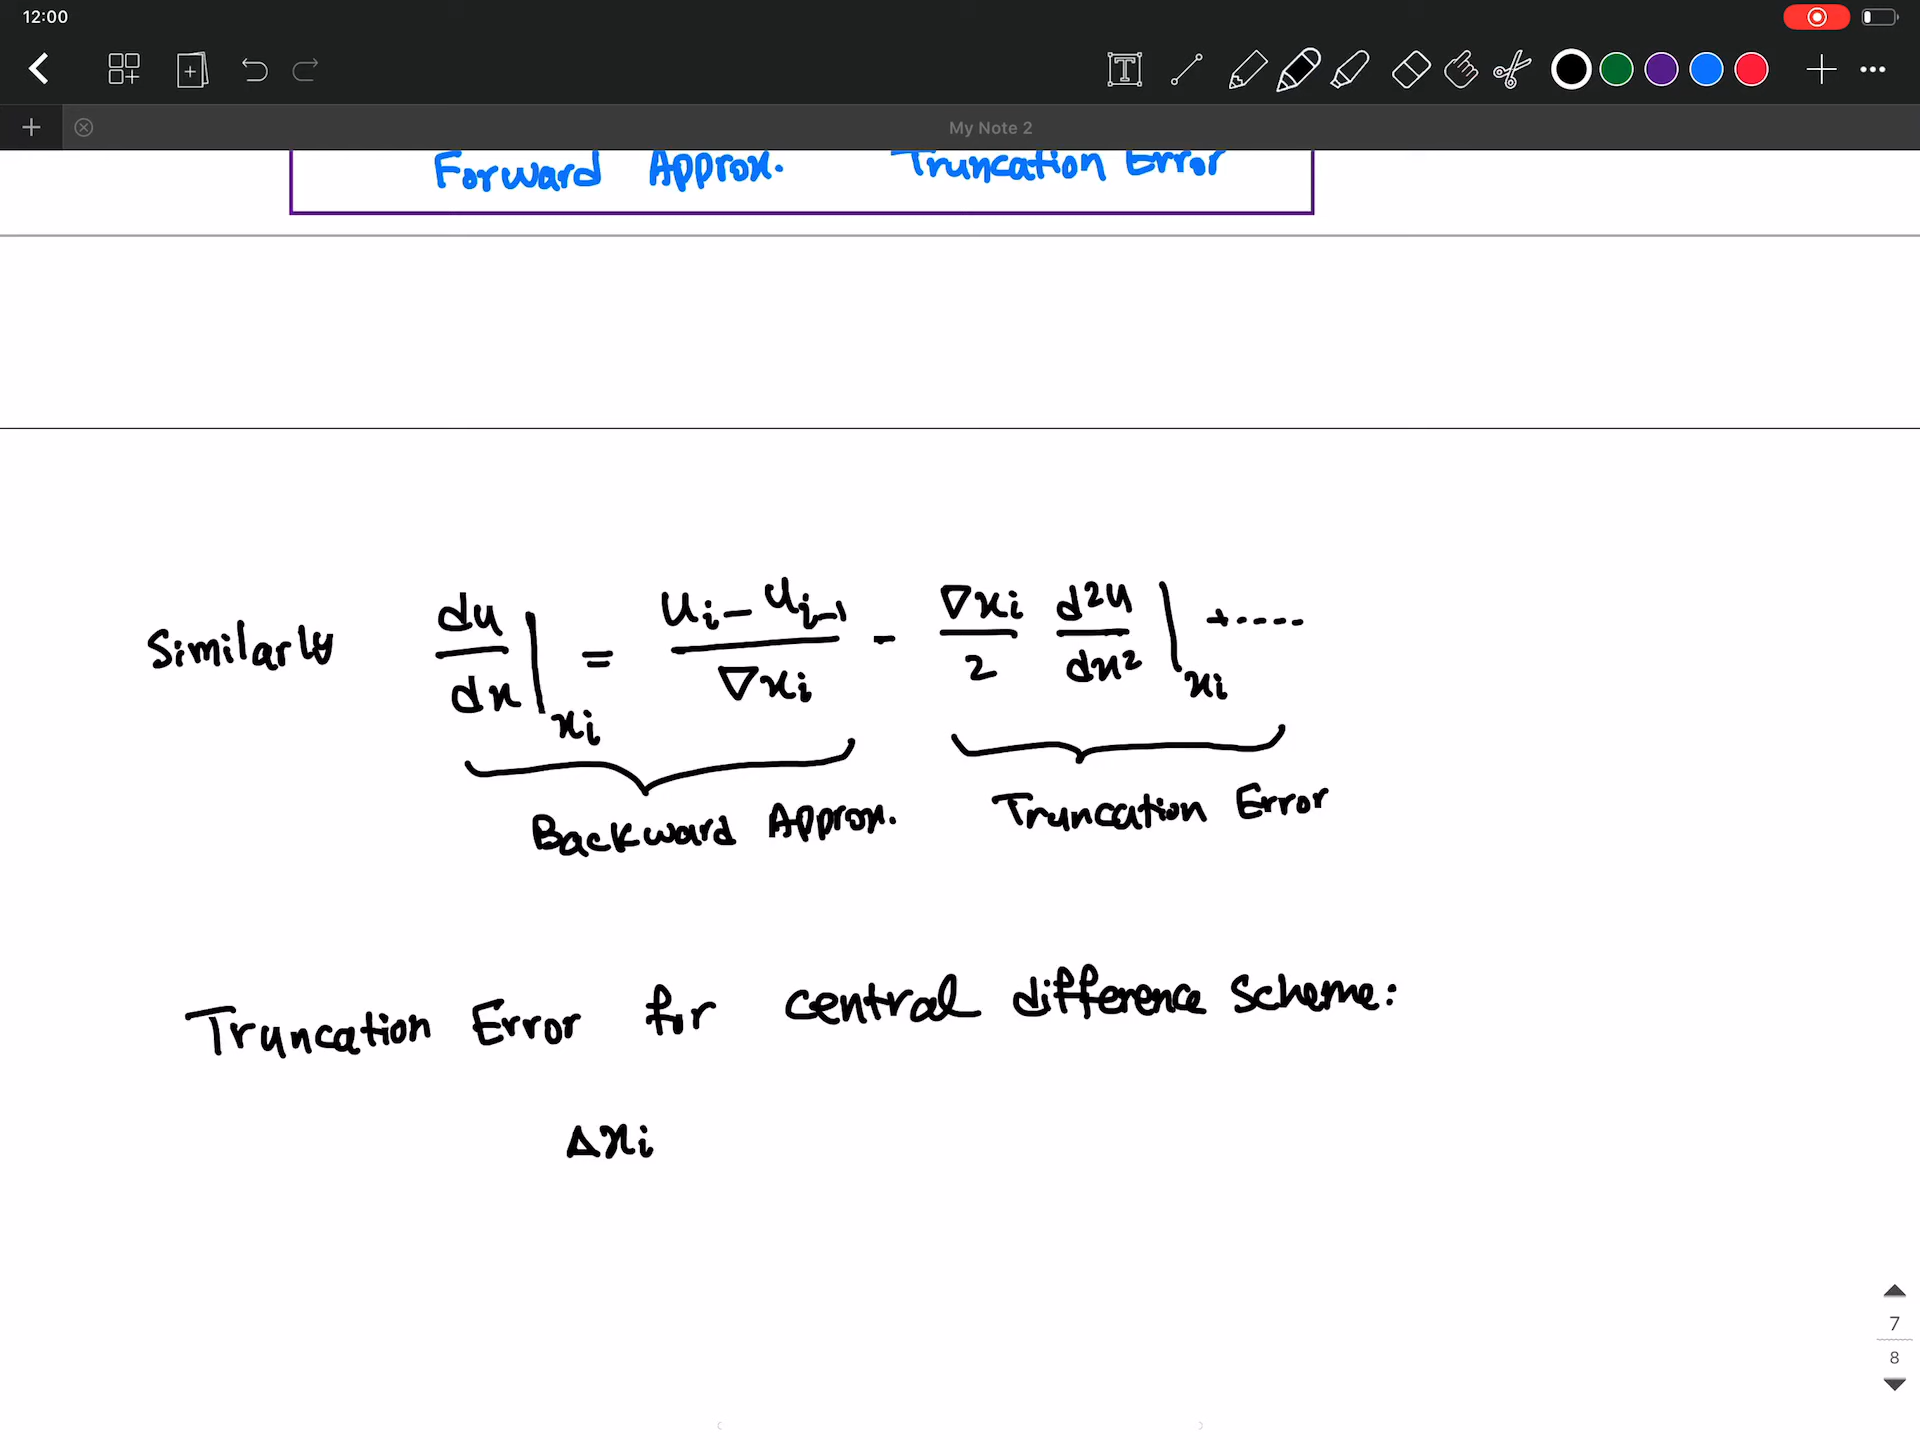 12:00
T
My Note 2
Forward Approx. Truncation Error
Similarly du/dx|xi = (ui - ui-1)/∇xi - ∇xi/2 d²u/dx²|xi + .....
Backward Approx. Truncation Error
Truncation Error for central difference Scheme:
Δxi
7
8